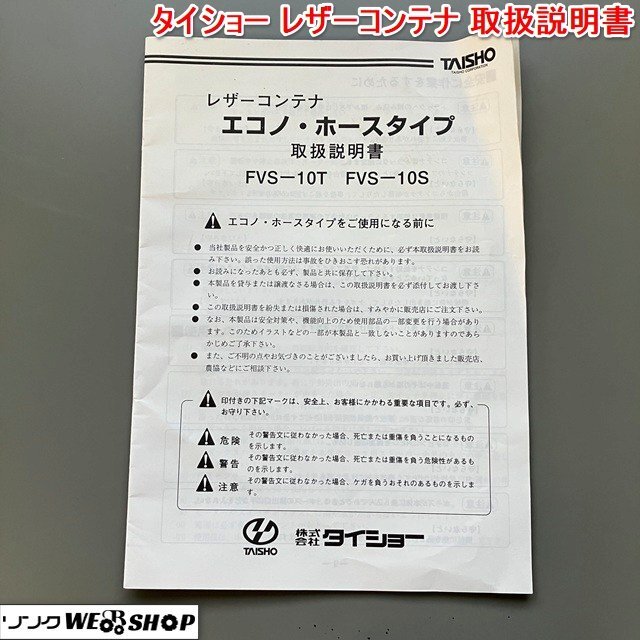 タイショー レザーコンテナ 取扱説明書
TAISHO
TAISHO CORPORATION
レザーコンテナ
エコノ・ホースタイプ
取扱説明書
FVS－10T FVS－10S
エコノ・ホースタイプをご使用になる前に
● 当社製品を安全かつ正しく快適にお使いいただくために、必ず本取扱説明書をお読
み下さい。誤った使用方法は事故をひきおこす恐れがあります。
● お読みになったあとも必ず、製品と共に保存して下さい。
● 本製品を貸与または譲渡なさる場合は、この取扱説明書を必ず添付してお渡し下さ
い。
● この取扱説明書を紛失または損傷された場合は、すみやかに販売店にご注文下さい。
● なお、本製品は安全対策や、機能向上のため使用部品の一部変更を行う場合があり
ます。このためイラストなどの一部が本製品と一致しないことがありますのであら
かじめご了承下さい。
● また、ご不明の点やお気づきのことがございましたら、お買い上げ頂きました販売店、
農協などにご相談下さい。
印付きの下記マークは、安全上、お客様にかかわる重要な項目です。必ず、
お守り下さい。
危険 その警告文に従わなかった場合、死亡または重傷を負うことになるもの
を示します。
警告 その警告文に従わなかった場合、死亡または重傷を負う危険性があるも
のを示します。
注意 その警告文に従わなかった場合、ケガを負うおそれのあるものを示しま
す。
TAISHO
株式会社 タイショー
リンク WEB SHOP